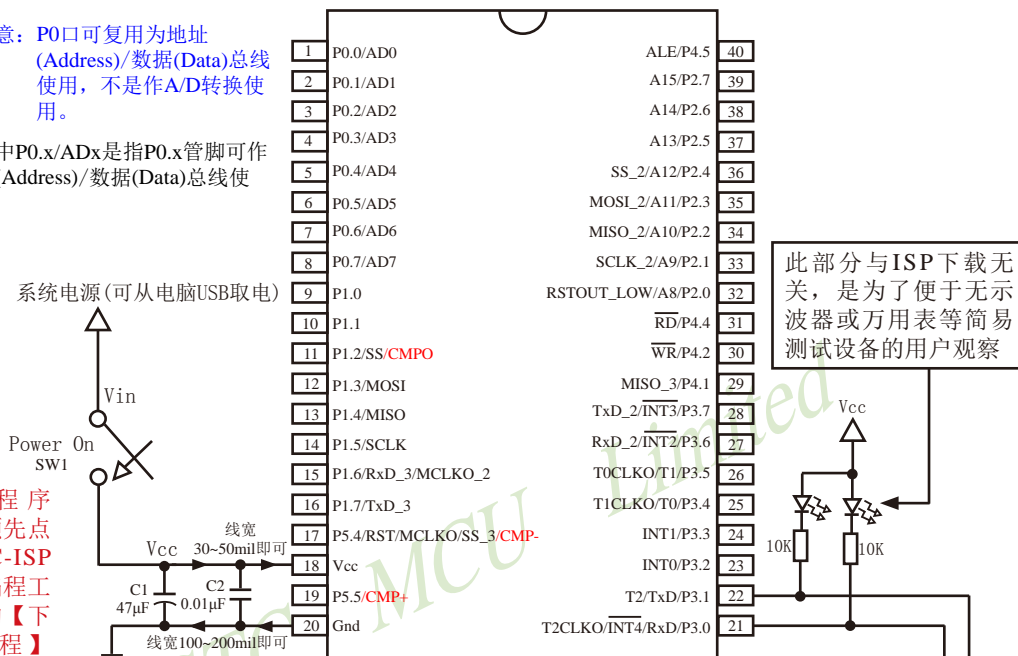 意: P0口可复用为地址
(Address)/数据(Data)总线
使用，不是作A/D转换使
用。
中P0.x/ADx是指P0.x管脚可作
(Address)/数据(Data)总线使
系统电源(可从电脑USB取电)
Vin
Power On
SW1
程 序
先点
-ISP
程工
【下
程 】
Vcc
线宽
30~50mil即可
C1
47μF
C2
0.01μF
线宽100~200mil即可
1 P0.0/AD0
2 P0.1/AD1
3 P0.2/AD2
4 P0.3/AD3
5 P0.4/AD4
6 P0.5/AD5
7 P0.6/AD6
8 P0.7/AD7
9 P1.0
10 P1.1
11 P1.2/SS/CMPO
12 P1.3/MOSI
13 P1.4/MISO
14 P1.5/SCLK
15 P1.6/RxD_3/MCLKO_2
16 P1.7/TxD_3
17 P5.4/RST/MCLKO/SS_3/CMP-
18 Vcc
19 P5.5/CMP+
20 Gnd
ALE/P4.5 40
A15/P2.7 39
A14/P2.6 38
A13/P2.5 37
SS_2/A12/P2.4 36
MOSI_2/A11/P2.3 35
MISO_2/A10/P2.2 34
SCLK_2/A9/P2.1 33
RSTOUT_LOW/A8/P2.0 32
RD/P4.4 31
WR/P4.2 30
MISO_3/P4.1 29
TxD_2/INT3/P3.7 28
RxD_2/INT2/P3.6 27
T0CLKO/T1/P3.5 26
T1CLKO/T0/P3.4 25
INT1/P3.3 24
INT0/P3.2 23
T2/TxD/P3.1 22
T2CLKO/INT4/RxD/P3.0 21
此部分与ISP下载无
关，是为了便于无示
波器或万用表等简易
测试设备的用户观察
Vcc
10K
10K
MCU Limited